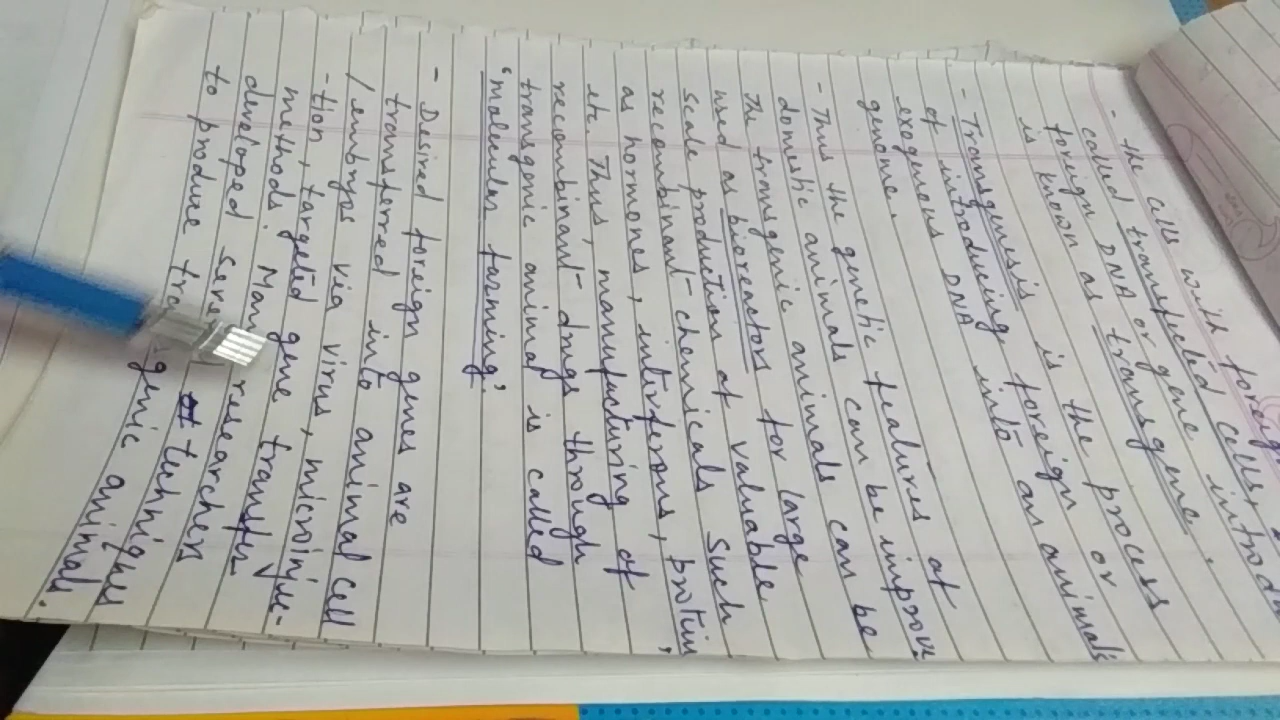 - the cells with foreign
called transfected cells, introdu
foreign DNA or gene
is known as transgene.
- Transgenesis is the process or
of introducing foreign
exogenous DNA into an animals
genome.
- Thus the genetic features of
domestic animals can be improve
The transgenic animals can be
used as bioreactors for large
scale production of valuable
recombinant chemicals such
as hormones, interferons, protein,
etc. Thus, manufacturing of
recombinant drugs through
transgenic animal is called
'molecular farming'.
- Desired foreign genes are
transferred into animal cell
/ embryos via virus, microinjec-
-tion, targeted gene transfer
methods. researchers
developed techniques
to produce genic animals.